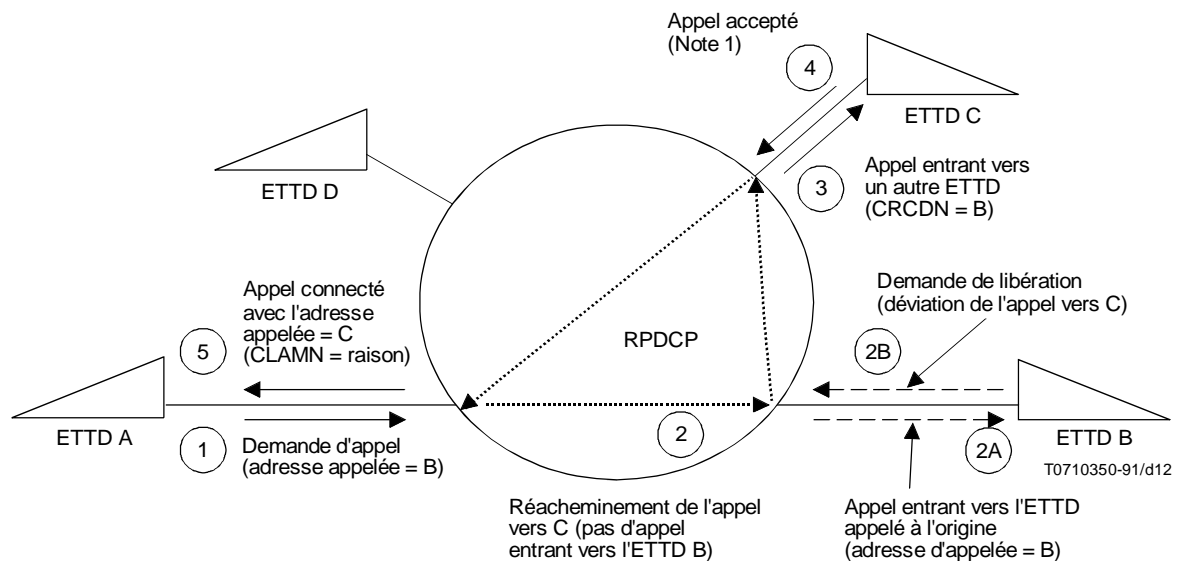 Appel accepté
(Note 1)
4
ETTD C
ETTD D
3
Appel entrant vers
un autre ETTD
(CRCDN = B)
Appel connecté
avec l'adresse
appelée = C
(CLAMN = raison)
5
RPDCP
Demande de libération
(déviation de l'appel vers C)
2B
ETTD A
1
Demande d'appel
(adresse appelée = B)
2
2A
ETTD B
T0710350-91/d12
Réacheminement de l'appel
vers C (pas d'appel
entrant vers l'ETTD B)
Appel entrant vers l'ETTD
appelé à l'origine
(adresse d'appelée = B)